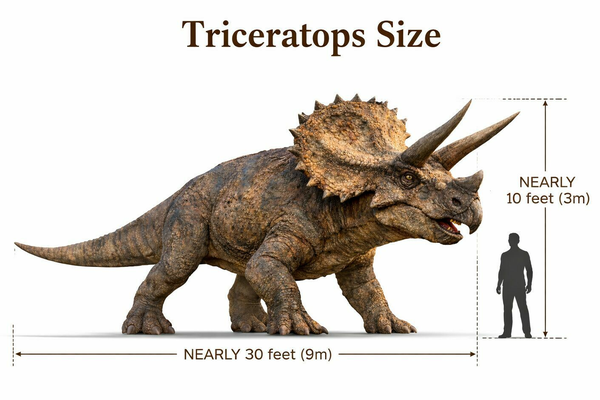 Triceratops Size
NEARLY
10 feet (3m)
NEARLY 30 feet (9m)